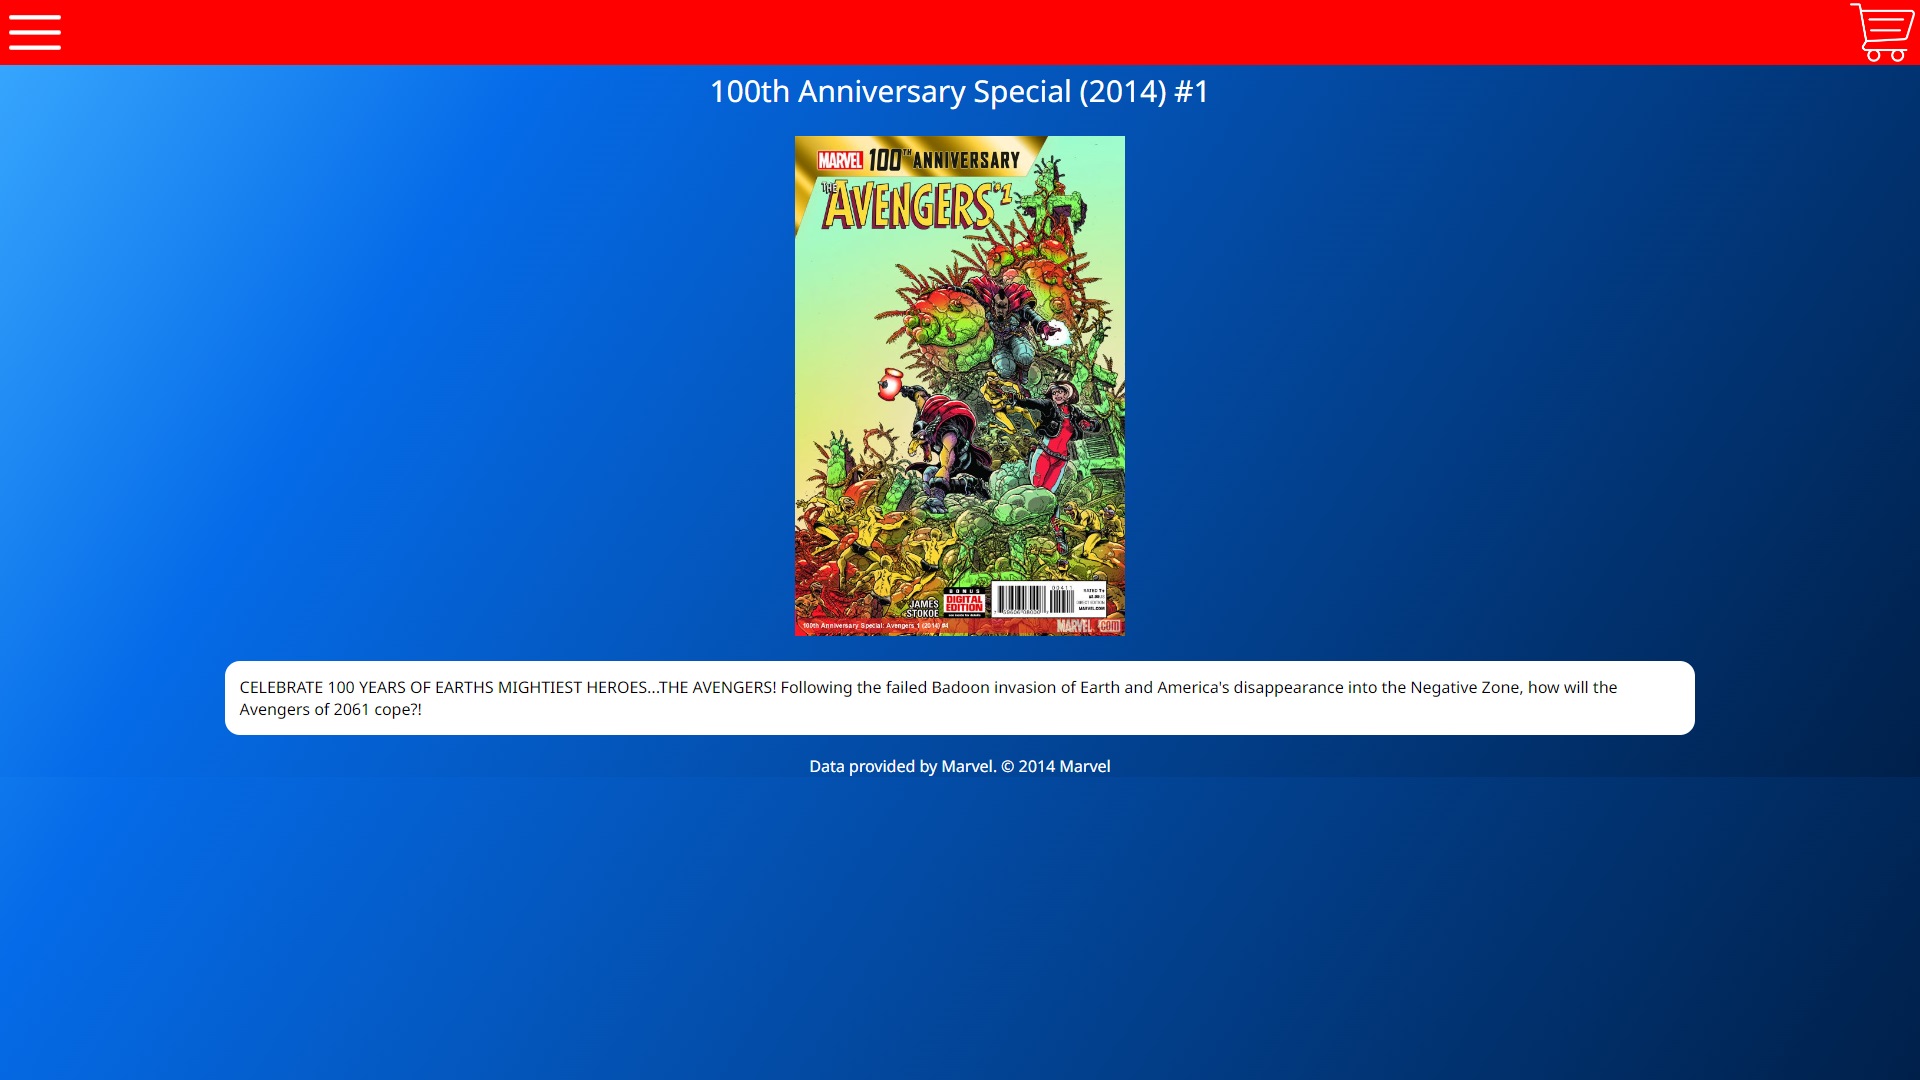 100th Anniversary Special (2014) #1
MARVEL 100TH ANNIVERSARY
THE AVENGERS #1
JAMES STOKOE
BONUS
DIGITAL EDITION
MARVEL.COM
100th Anniversary Special: Avengers 1 (2014) #1
MARVEL .COM
CELEBRATE 100 YEARS OF EARTHS MIGHTIEST HEROES...THE AVENGERS! Following the failed Badoon invasion of Earth and America's disappearance into the Negative Zone, how will the
Avengers of 2061 cope?!
Data provided by Marvel. © 2014 Marvel